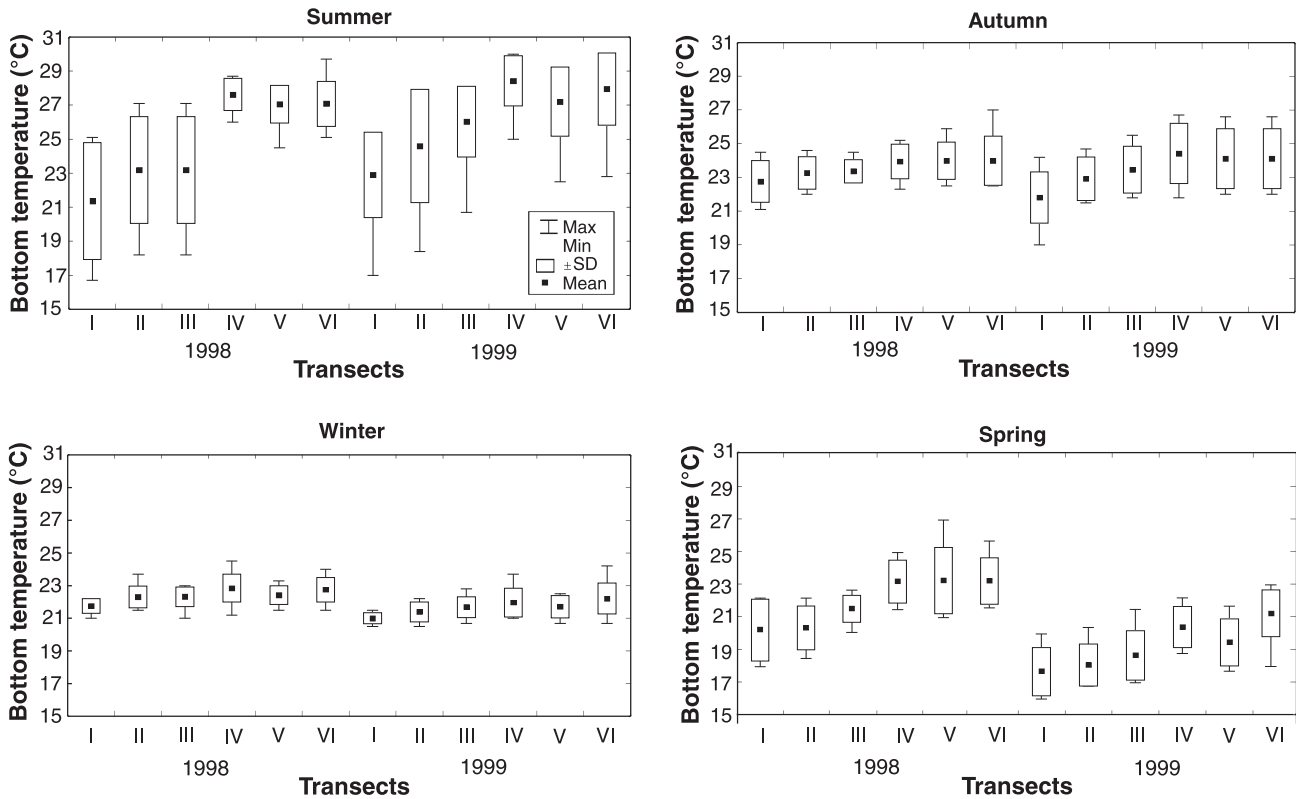 Summer
Bottom temperature (°C)
31
29
27
25
23
21
19
17
15
Max
Min
±SD
Mean
I II III IV V VI I II III IV V VI
1998 1999
Transects
Autumn
Bottom temperature (°C)
31
29
27
25
23
21
19
17
15
I II III IV V VI I II III IV V VI
1998 1999
Transects
Winter
Bottom temperature (°C)
31
29
27
25
23
21
19
17
15
I II III IV V VI I II III IV V VI
1998 1999
Transects
Spring
Bottom temperature (°C)
31
29
27
25
23
21
19
17
15
I II III IV V VI I II III IV V VI
1998 1999
Transects